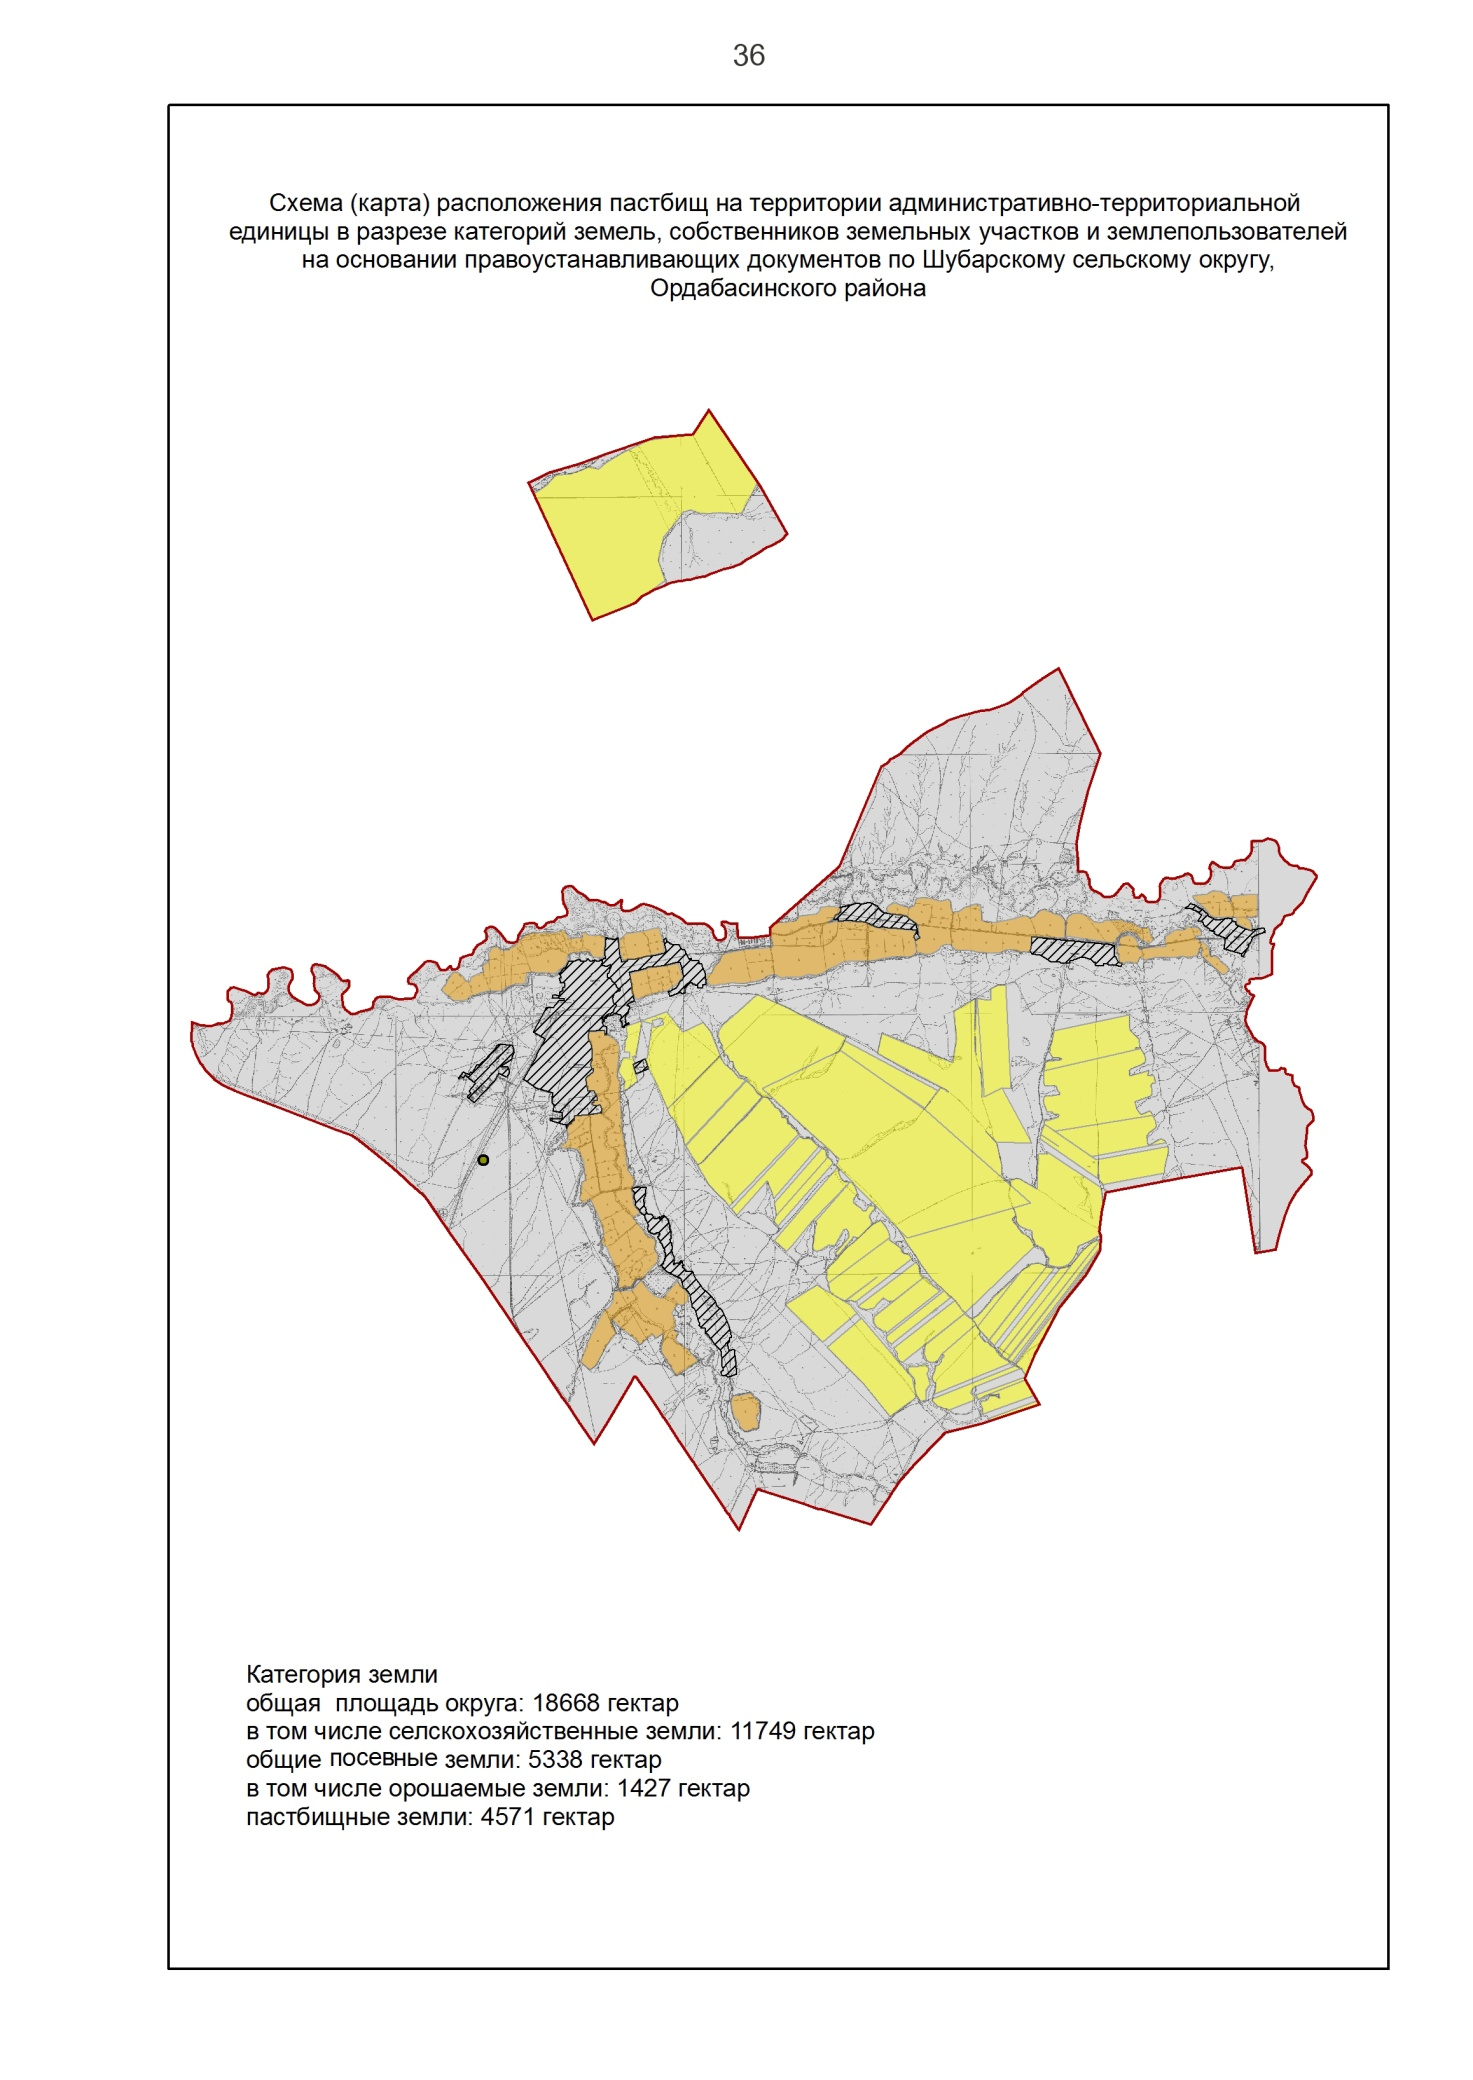 36
Схема (карта) расположения пастбищ на территории административно-территориальной
единицы в разрезе категорий земель, собственников земельных участков и землепользователей
на основании правоустанавливающих документов по Шубарскому сельскому округу,
Ордабасинского района
Категория земли
общая площадь округа: 18668 гектар
в том числе селскохозяйственные земли: 11749 гектар
общие посевные земли: 5338 гектар
в том числе орошаемые земли: 1427 гектар
пастбищные земли: 4571 гектар